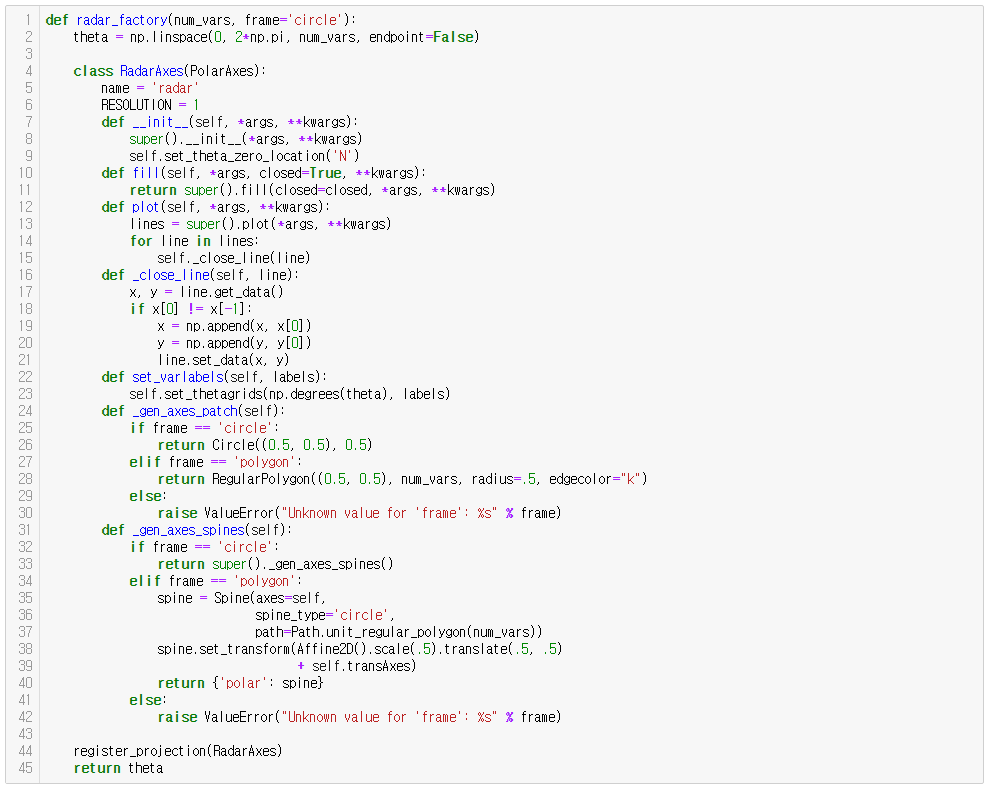 1 def radar_factory(num_vars, frame='circle'):
2     theta = np.linspace(0, 2*np.pi, num_vars, endpoint=False)
3
4     class RadarAxes(PolarAxes):
5         name = 'radar'
6         RESOLUTION = 1
7         def __init__(self, *args, **kwargs):
8             super().__init__(*args, **kwargs)
9             self.set_theta_zero_location('N')
10         def fill(self, *args, closed=True, **kwargs):
11             return super().fill(closed=closed, *args, **kwargs)
12         def plot(self, *args, **kwargs):
13             lines = super().plot(*args, **kwargs)
14             for line in lines:
15                 self._close_line(line)
16         def _close_line(self, line):
17             x, y = line.get_data()
18             if x[0] != x[-1]:
19                 x = np.append(x, x[0])
20                 y = np.append(y, y[0])
21                 line.set_data(x, y)
22         def set_varlabels(self, labels):
23             self.set_thetagrids(np.degrees(theta), labels)
24         def _gen_axes_patch(self):
25             if frame == 'circle':
26                 return Circle((0.5, 0.5), 0.5)
27             elif frame == 'polygon':
28                 return RegularPolygon((0.5, 0.5), num_vars, radius=.5, edgecolor="k")
29             else:
30                 raise ValueError("Unknown value for 'frame': %s" % frame)
31         def _gen_axes_spines(self):
32             if frame == 'circle':
33                 return super()._gen_axes_spines()
34             elif frame == 'polygon':
35                 spine = Spine(axes=self,
36                               spine_type='circle',
37                               path=Path.unit_regular_polygon(num_vars))
38                 spine.set_transform(Affine2D().scale(.5).translate(.5, .5)
39                                     + self.transAxes)
40                 return {'polar': spine}
41             else:
42                 raise ValueError("Unknown value for 'frame': %s" % frame)
43
44     register_projection(RadarAxes)
45     return theta